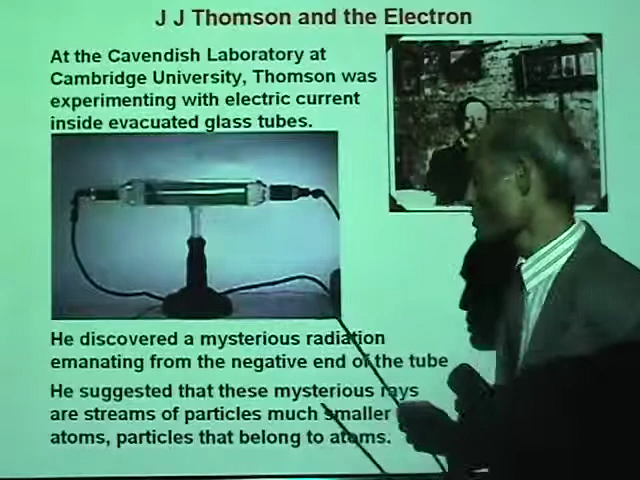 J J Thomson and the Electron
At the Cavendish Laboratory at
Cambridge University, Thomson was
experimenting with electric current
inside evacuated glass tubes.
He discovered a mysterious radiation
emanating from the negative end of the tube
He suggested that these mysterious rays
are streams of particles much smaller
atoms, particles that belong to atoms.